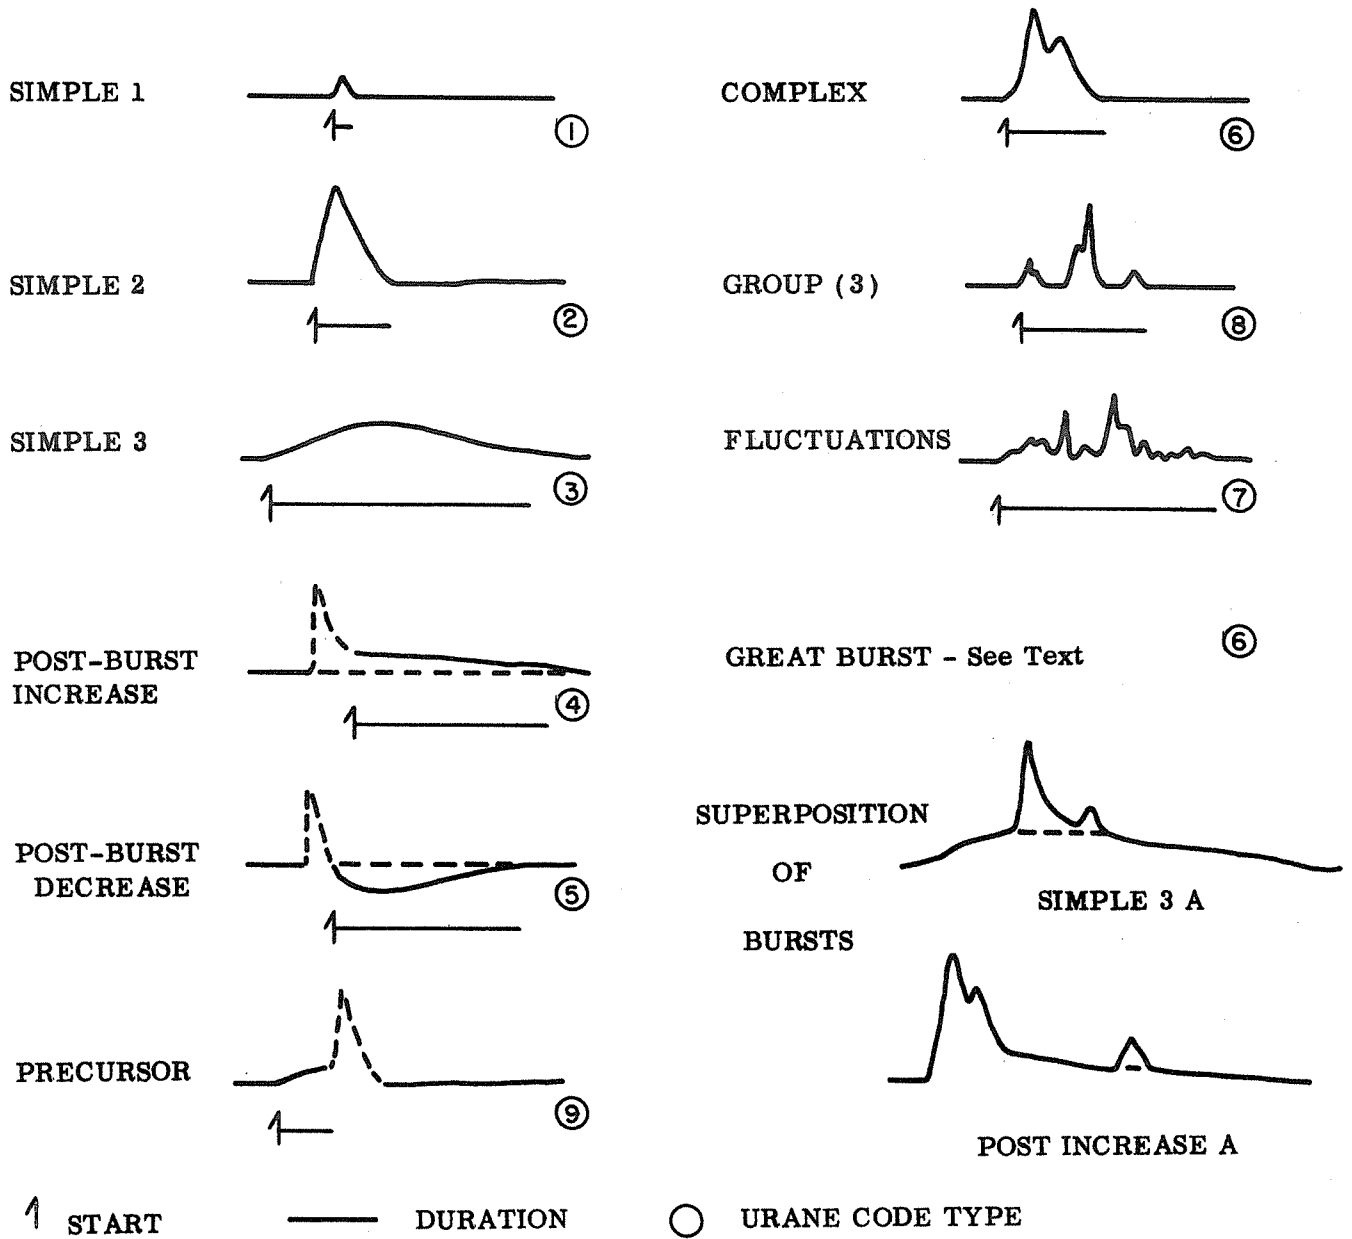 SIMPLE 1
①
SIMPLE 2
②
SIMPLE 3
③
POST-BURST
INCREASE
④
POST-BURST
DECREASE
⑤
PRECURSOR
⑨
COMPLEX
⑥
GROUP (3)
⑧
FLUCTUATIONS
⑦
GREAT BURST - See Text
⑥
SUPERPOSITION
OF
BURSTS
SIMPLE 3 A
POST INCREASE A
START
DURATION
URANE CODE TYPE